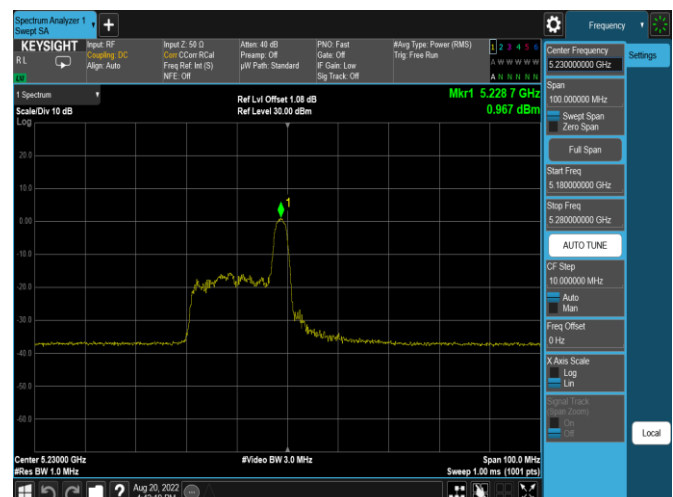 Spectrum Analyzer 1
Swept SA
Frequency
KEYSIGHT
R L
Input: RF
Coupling: DC
Align: Auto
Input Z: 50 Ω
Corr CCorr RCal
Freq Ref: Int (S)
NFE: Off
Atten: 40 dB
Preamp: Off
µW Path: Standard
PNO: Fast
Gate: Off
IF Gain: Low
Sig Track: Off
#Avg Type: Power (RMS)
Trig: Free Run
1 2 3 4 5 6
A W W W W W
A N N N N N
LXI
1 Spectrum
Scale/Div 10 dB
Log
Ref Lvl Offset 1.08 dB
Ref Level 30.00 dBm
Mkr1 5.228 7 GHz
0.967 dBm
20.0
10.0
0.00
-10.0
-20.0
-30.0
-40.0
-50.0
-60.0
1
Center 5.23000 GHz
#Res BW 1.0 MHz
#Video BW 3.0 MHz
Span 100.0 MHz
Sweep 1.00 ms (1001 pts)
Aug 20, 2022
Center Frequency
5.230000000 GHz
Settings
Span
100.000000 MHz
Swept Span
Zero Span
Full Span
Start Freq
5.180000000 GHz
Stop Freq
5.280000000 GHz
AUTO TUNE
CF Step
10.000000 MHz
Auto
Man
Freq Offset
0 Hz
X Axis Scale
Log
Lin
Signal Track
(Span Zoom)
On
Off
Local